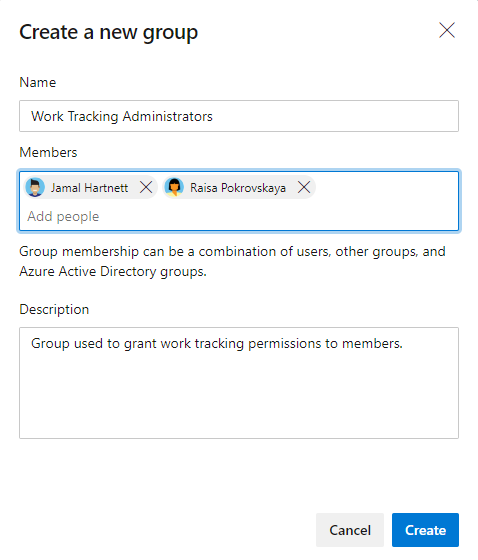 Create a new group
Name
Work Tracking Administrators
Members
Jamal Hartnett Raisa Pokrovskaya
Add people
Group membership can be a combination of users, other groups, and
Azure Active Directory groups.
Description
Group used to grant work tracking permissions to members.
Cancel Create